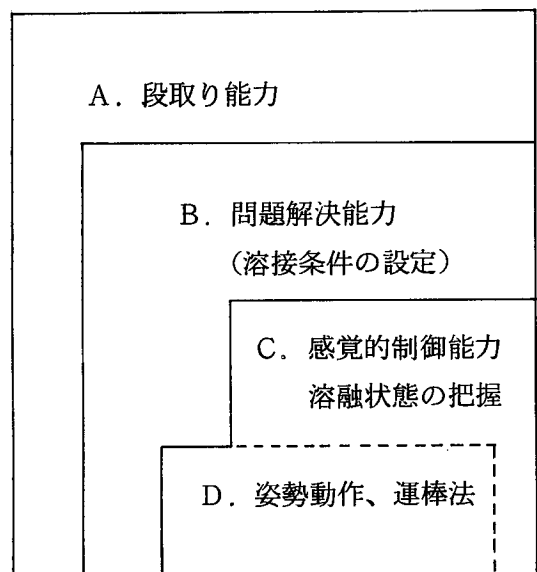 A．段取り能力
B．問題解決能力
（溶接条件の設定）
C．感覚的制御能力
溶融状態の把握
D．姿勢動作、運棒法